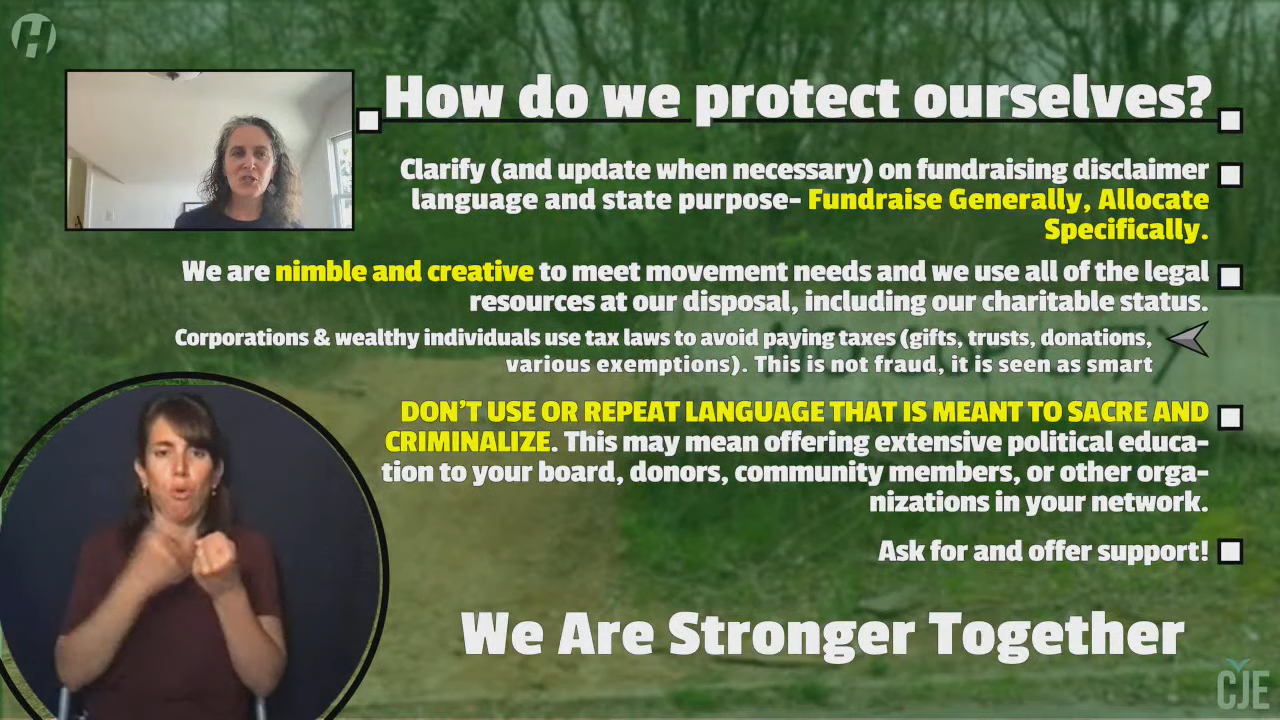 H
How do we protect ourselves?
Clarify (and update when necessary) on fundraising disclaimer
language and state purpose- Fundraise Generally, Allocate
Specifically.
We are nimble and creative to meet movement needs and we use all of the legal
resources at our disposal, including our charitable status.
Corporations & wealthy individuals use tax laws to avoid paying taxes (gifts, trusts, donations,
various exemptions). This is not fraud, it is seen as smart
DON'T USE OR REPEAT LANGUAGE THAT IS MEANT TO SACRE AND
CRIMINALIZE. This may mean offering extensive political educa-
tion to your board, donors, community members, or other orga-
nizations in your network.
Ask for and offer support!
We Are Stronger Together
CJE